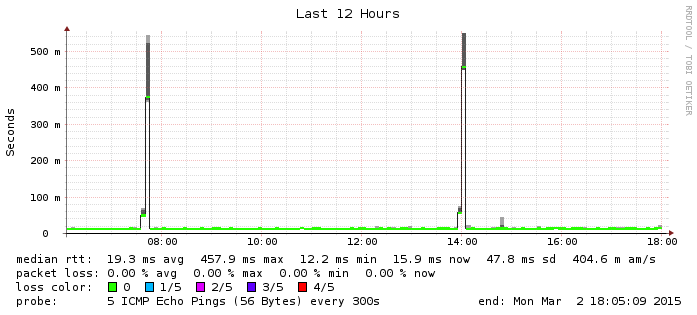 Last 12 Hours
RRDTOOL / TOBI OETIKER
Seconds
500 m
400 m
300 m
200 m
100 m
0
08:00 10:00 12:00 14:00 16:00 18:00
median rtt: 19.3 ms avg 457.9 ms max 12.2 ms min 15.9 ms now 47.8 ms sd 404.6 m am/s
packet loss: 0.00 % avg 0.00 % max 0.00 % min 0.00 % now
loss color: 0 1/5 2/5 3/5 4/5
probe: 5 ICMP Echo Pings (56 Bytes) every 300s end: Mon Mar 2 18:05:09 2015